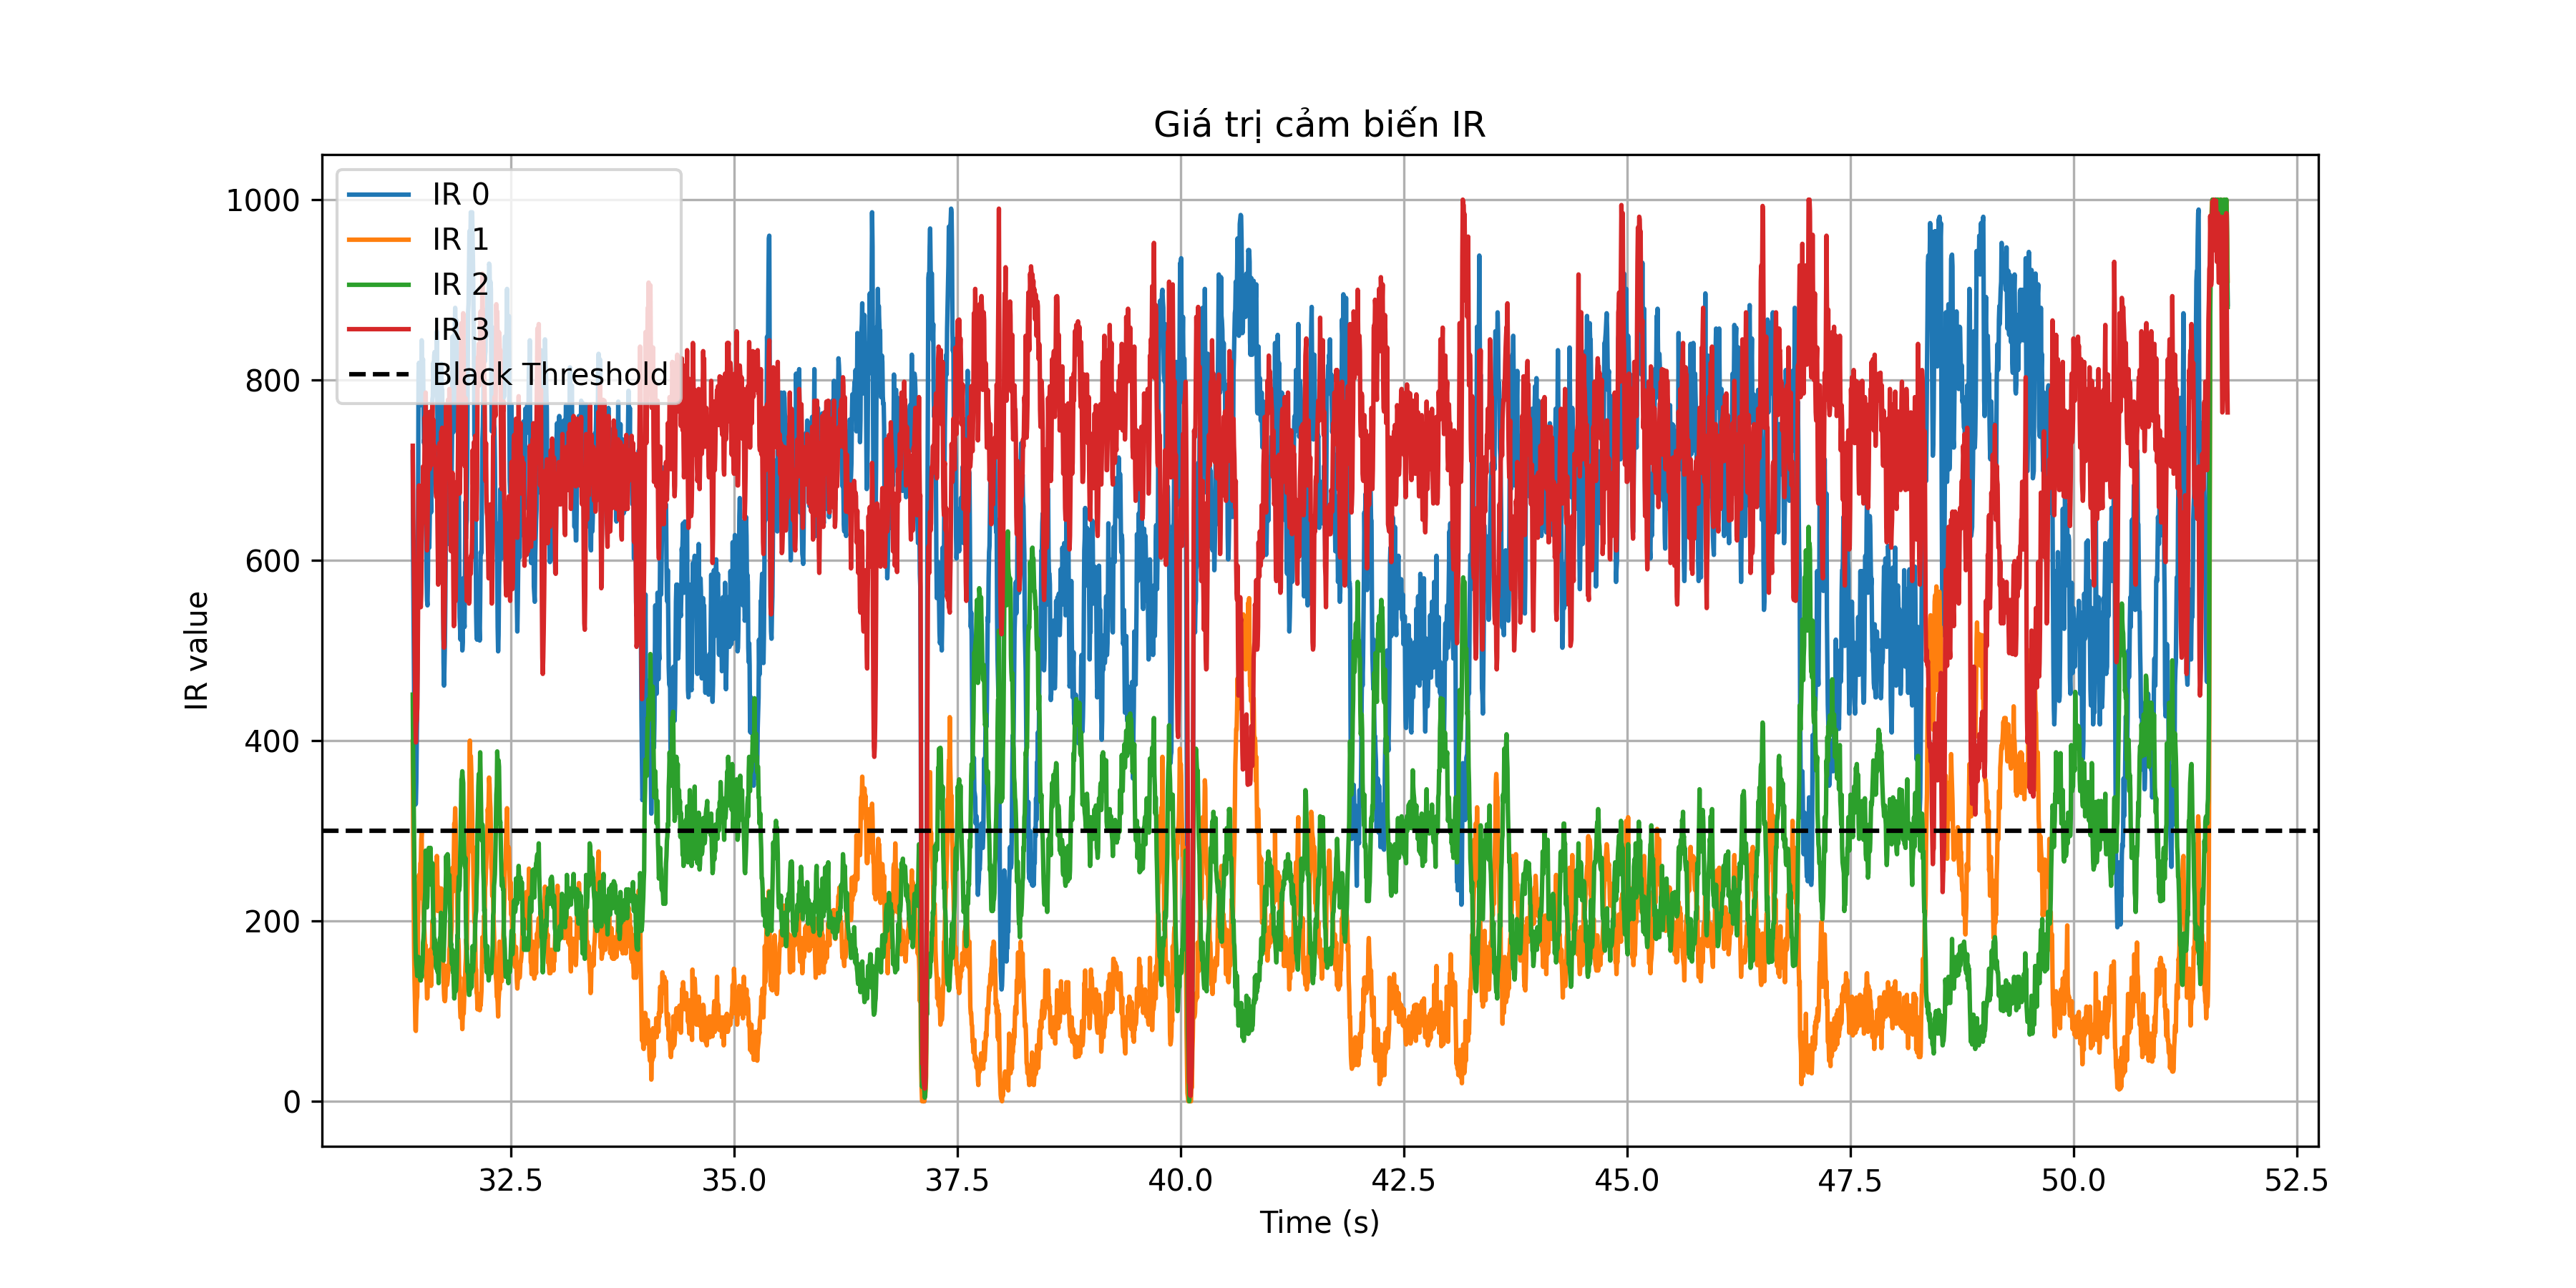 Giá trị cảm biến IR
IR 0
IR 1
IR 2
IR 3
Black Threshold
IR value
1000
800
600
400
200
0
32.5 35.0 37.5 40.0 42.5 45.0 47.5 50.0 52.5
Time (s)